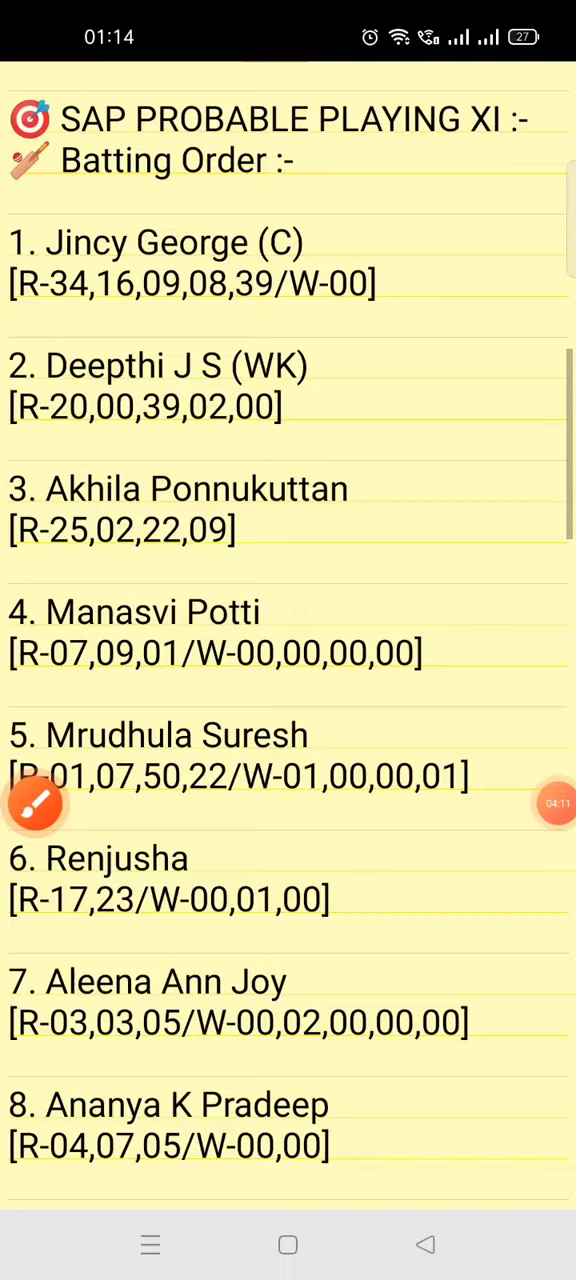 01:14
27
🎯 SAP PROBABLE PLAYING XI :-
🏏 Batting Order :-
1. Jincy George (C)
[R-34,16,09,08,39/W-00]
2. Deepthi J S (WK)
[R-20,00,39,02,00]
3. Akhila Ponnukuttan
[R-25,02,22,09]
4. Manasvi Potti
[R-07,09,01/W-00,00,00,00]
5. Mrudhula Suresh
[R-01,07,50,22/W-01,00,00,01]
04:11
6. Renjusha
[R-17,23/W-00,01,00]
7. Aleena Ann Joy
[R-03,03,05/W-00,02,00,00,00]
8. Ananya K Pradeep
[R-04,07,05/W-00,00]